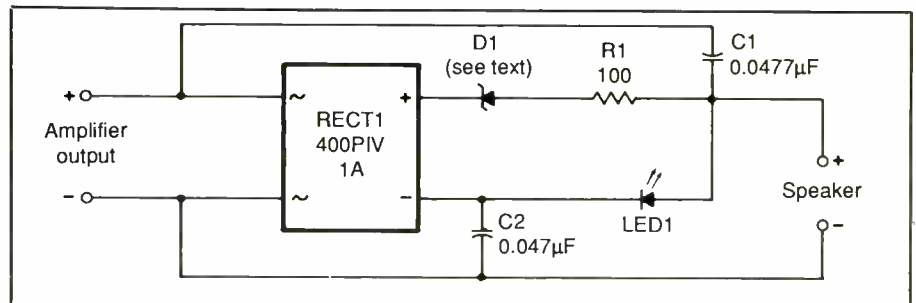 D1
(see text)
R1
100
C1
0.0477µF
+
~
+
RECT1
400PIV
1A
Amplifier
output
+
Speaker
-
-
~
-
LED1
C2
0.047µF